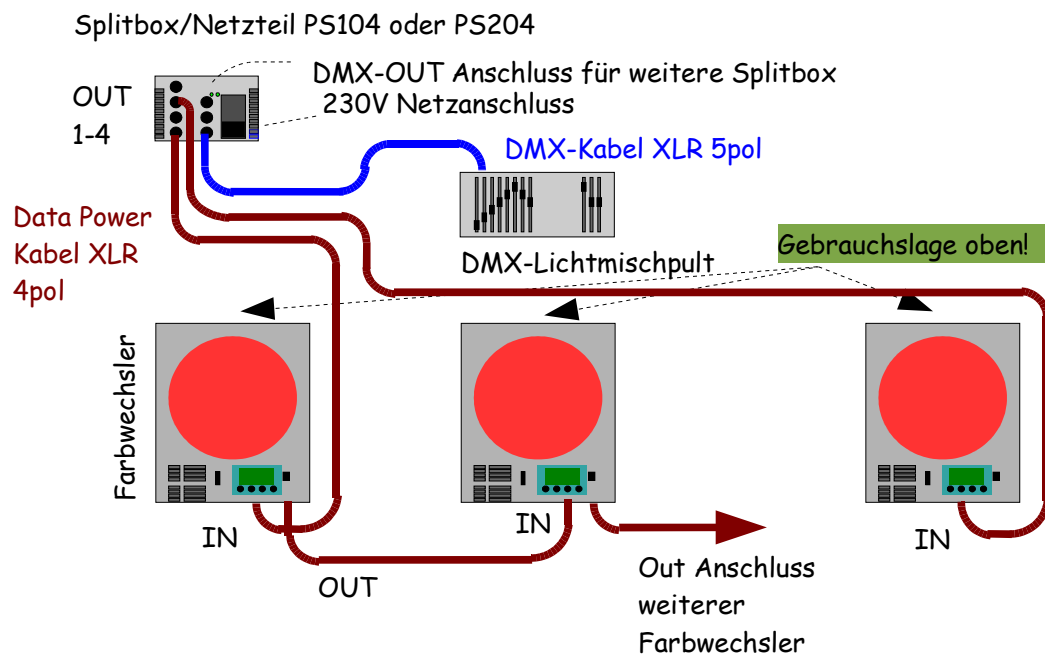 Splitbox/Netzteil PS104 oder PS204
DMX-OUT Anschluss für weitere Splitbox
230V Netzanschluss
OUT
1-4
DMX-Kabel XLR 5pol
Data Power
Kabel XLR
4pol
DMX-Lichtmischpult
Gebrauchslage oben!
Farbwechsler
IN
IN
IN
OUT
Out Anschluss
weiterer
Farbwechsler